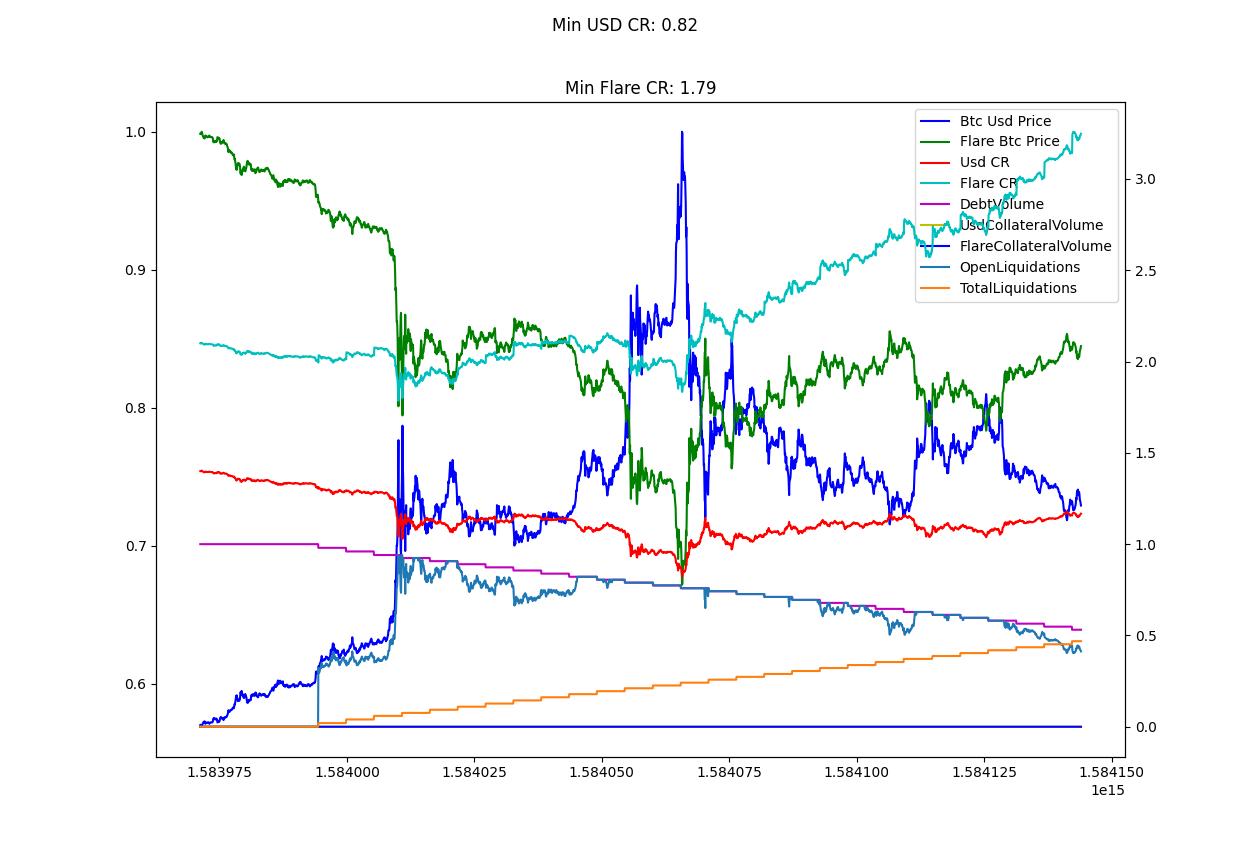 Min USD CR: 0.82
Min Flare CR: 1.79
Btc Usd Price
Flare Btc Price
Usd CR
Flare CR
DebtVolume
UsdCollateralVolume
FlareCollateralVolume
OpenLiquidations
TotalLiquidations
1.0
0.9
0.8
0.7
0.6
3.0
2.5
2.0
1.5
1.0
0.5
0.0
1.583975 1.584000 1.584025 1.584050 1.584075 1.584100 1.584125 1.584150
1e15